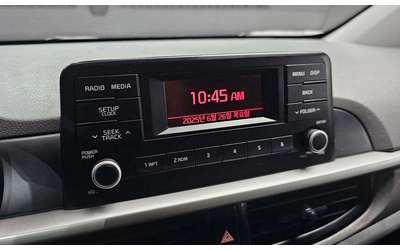 RADIO MEDIA
SETUP
CLOCK
SEEK
TRACK
POWER
PUSH
VOL
10:45 AM
2025년 6월 26일 목요일
1 RPT 2 RDM 3 4 5 6
MENU DISP
BACK
FOLDER
ENTER
FILE